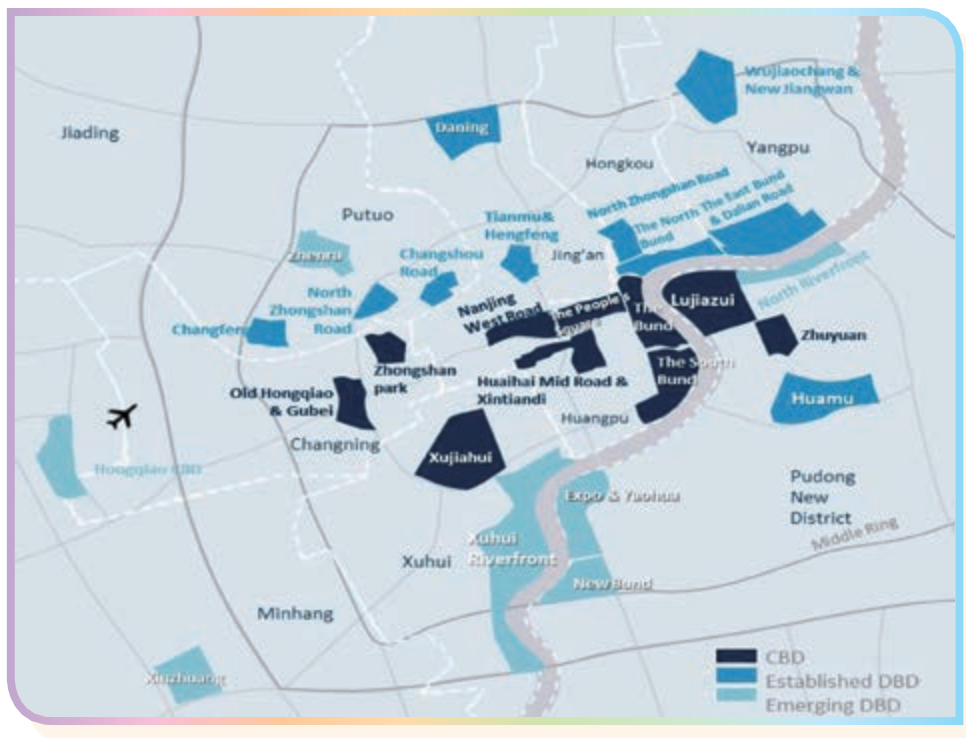 Wujiaochang &
New Jiangwan
Daning
Jiading
Yangpu
Hongkou
North Zhongshan Road
The East Bund
& Dalian Road
The North
Bund
Putuo
Tianmu&
Hengfeng
Jing'an
Zhenru
Changshou
Road
North Riverfront
North
Zhongshan
Road
Nanjing
West Road
The People's
Square
The
Bund
Lujiazui
Changfeng
Zhuyuan
Zhongshan
park
The South
Bund
Old Hongqiao
& Gubei
Huaihai Mid Road &
Xintiandi
Huamu
Huangpu
Changning
Xujiahui
Hongqiao CBD
Pudong
New
District
Expo & Yaohua
Middle Ring
Xuhui
Riverfront
Xuhui
New Bund
Minhang
Xinzhuang
CBD
Established DBD
Emerging DBD